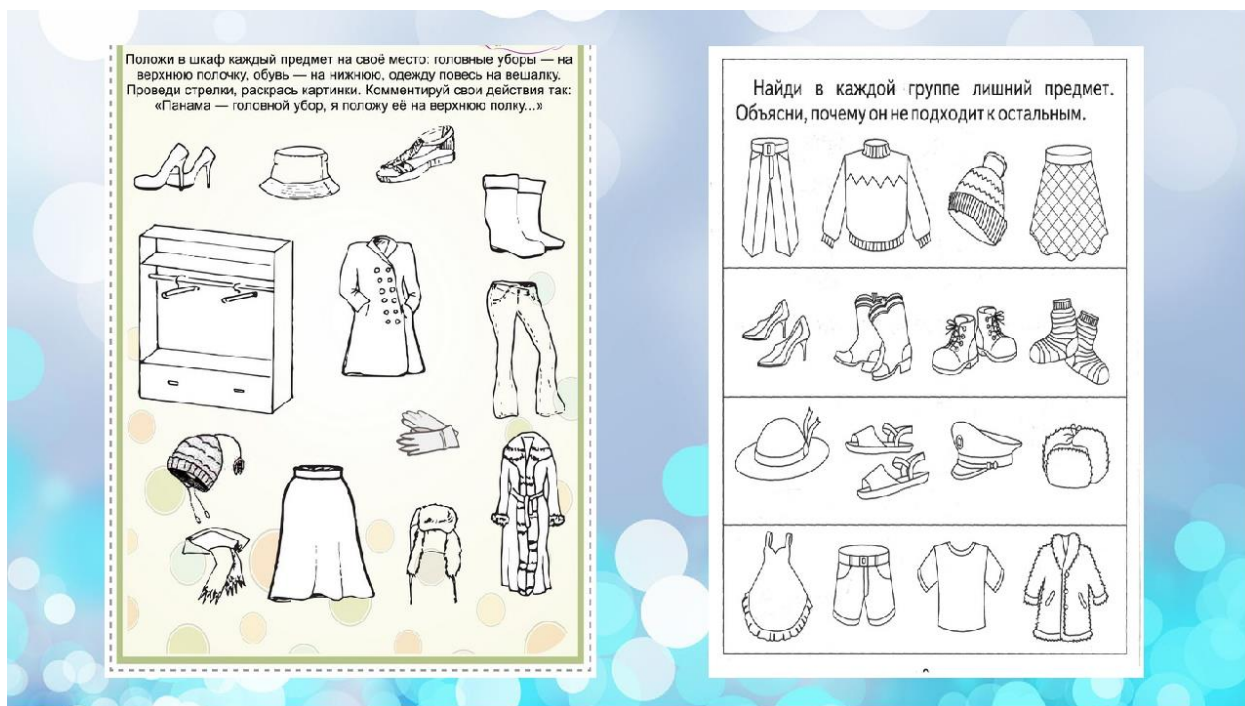 Положи в шкаф каждый предмет на своё место: головные уборы — на
верхнюю полочку, обувь — на нижнюю, одежду повесь на вешалку.
Проведи стрелки, раскрась картинки. Комментируй свои действия так:
«Панама — головной убор, я положу её на верхнюю полку...»
Найди в каждой группе лишний предмет.
Объясни, почему он не подходит к остальным.